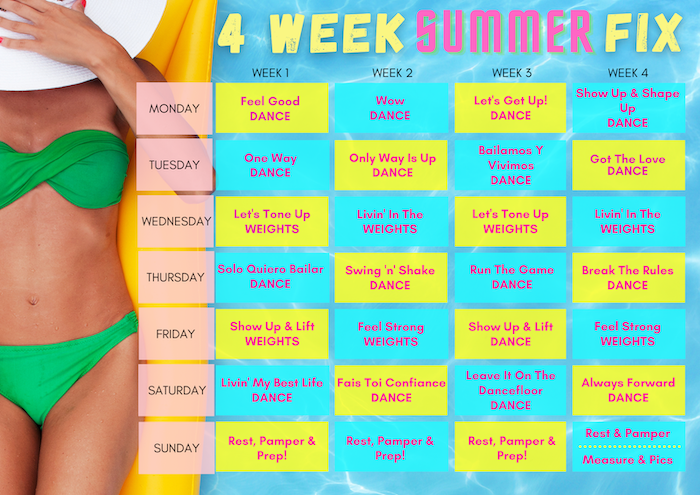 4 WEEK SUMMER FIX
WEEK 1 WEEK 2 WEEK 3 WEEK 4
MONDAY
Feel Good
DANCE
Wow
DANCE
Let's Get Up!
DANCE
Show Up & Shape
Up
DANCE
TUESDAY
One Way
DANCE
Only Way Is Up
DANCE
Bailamos Y
Vivimos
DANCE
Got The Love
DANCE
WEDNESDAY
Let's Tone Up
WEIGHTS
Livin' In The
WEIGHTS
Let's Tone Up
WEIGHTS
Livin' In The
WEIGHTS
THURSDAY
Solo Quiero Bailar
DANCE
Swing 'n' Shake
DANCE
Run The Game
DANCE
Break The Rules
DANCE
FRIDAY
Show Up & Lift
WEIGHTS
Feel Strong
WEIGHTS
Show Up & Lift
DANCE
Feel Strong
WEIGHTS
SATURDAY
Livin' My Best Life
DANCE
Fais Toi Confiance
DANCE
Leave It On The
Dancefloor
DANCE
Always Forward
DANCE
SUNDAY
Rest, Pamper &
Prep!
Rest, Pamper &
Prep!
Rest, Pamper &
Prep!
Rest & Pamper
Measure & Pics